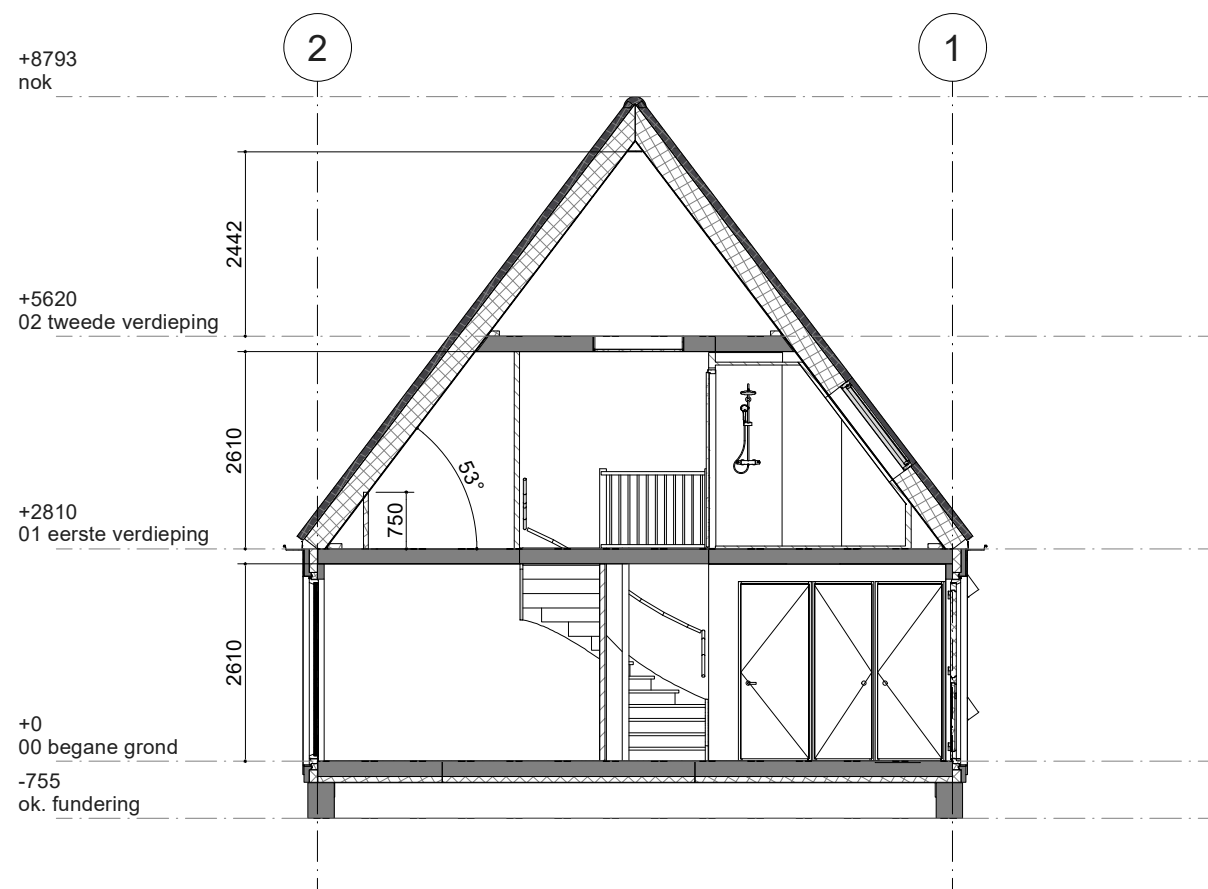 2
1
+8793
nok
2442
+5620
02 tweede verdieping
2610
53°
750
+2810
01 eerste verdieping
2610
+0
00 begane grond
-755
ok. fundering